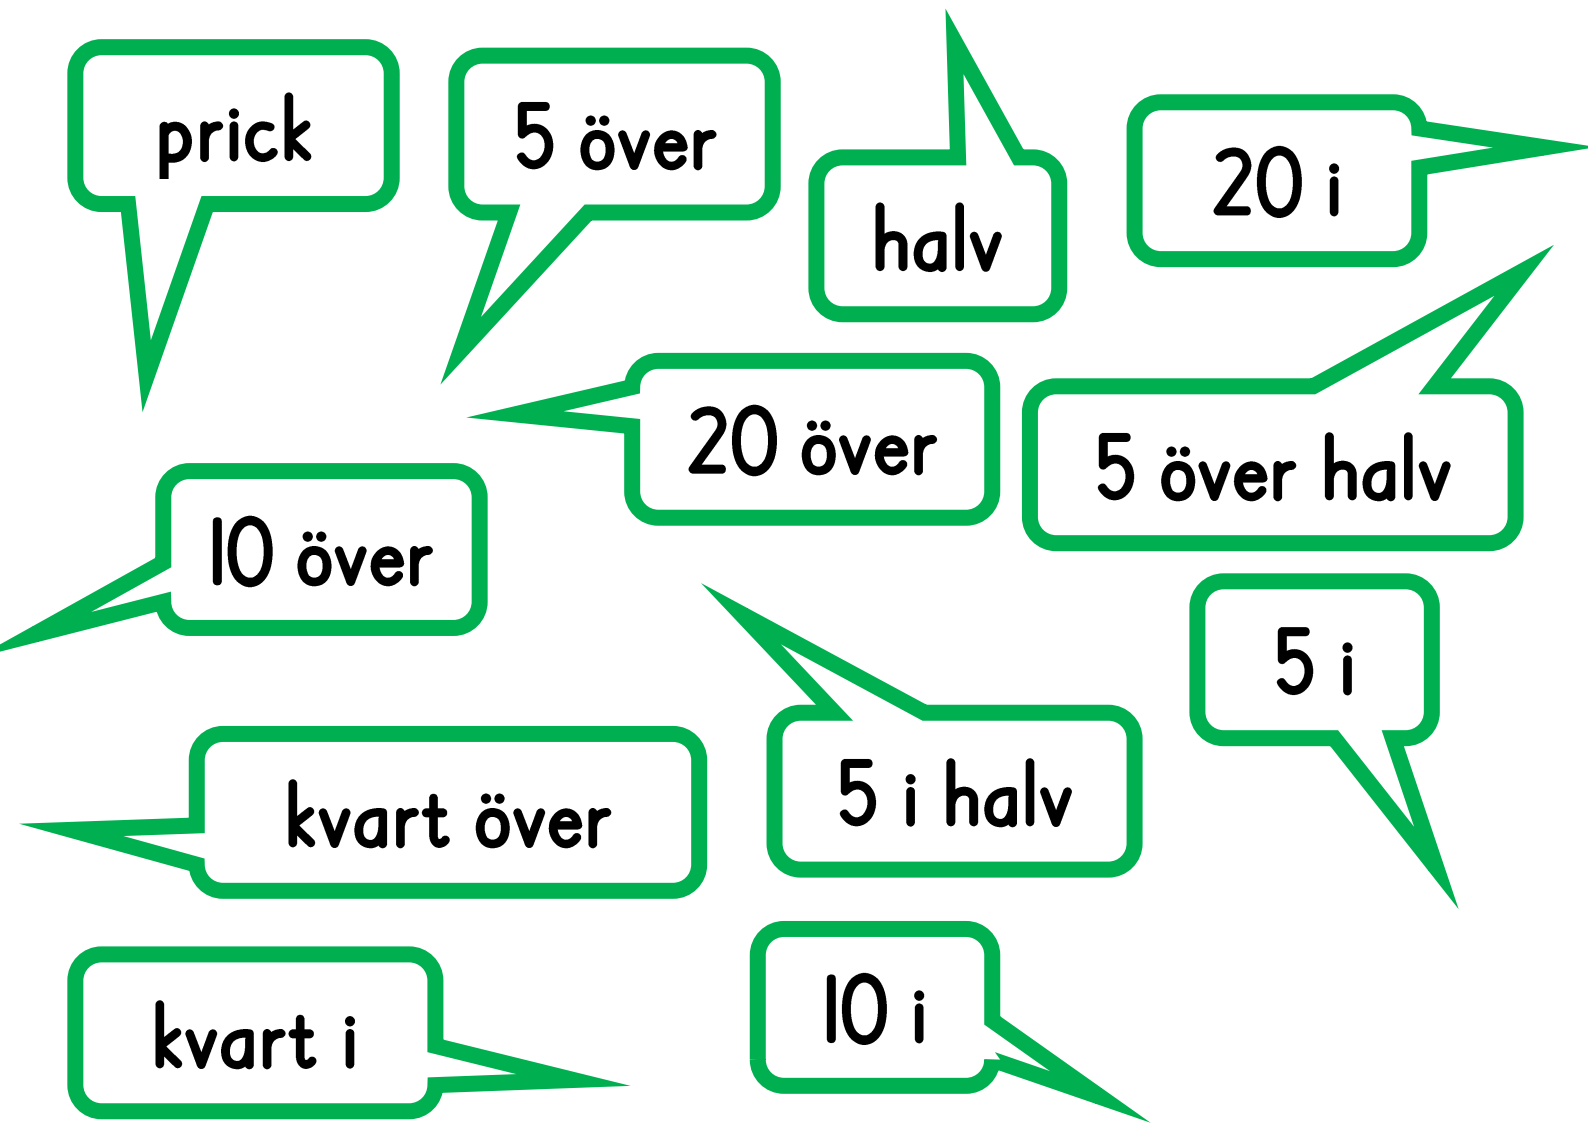 prick
5 över
halv
20 i
20 över
5 över halv
10 över
5 i
kvart över
5 i halv
kvart i
10 i